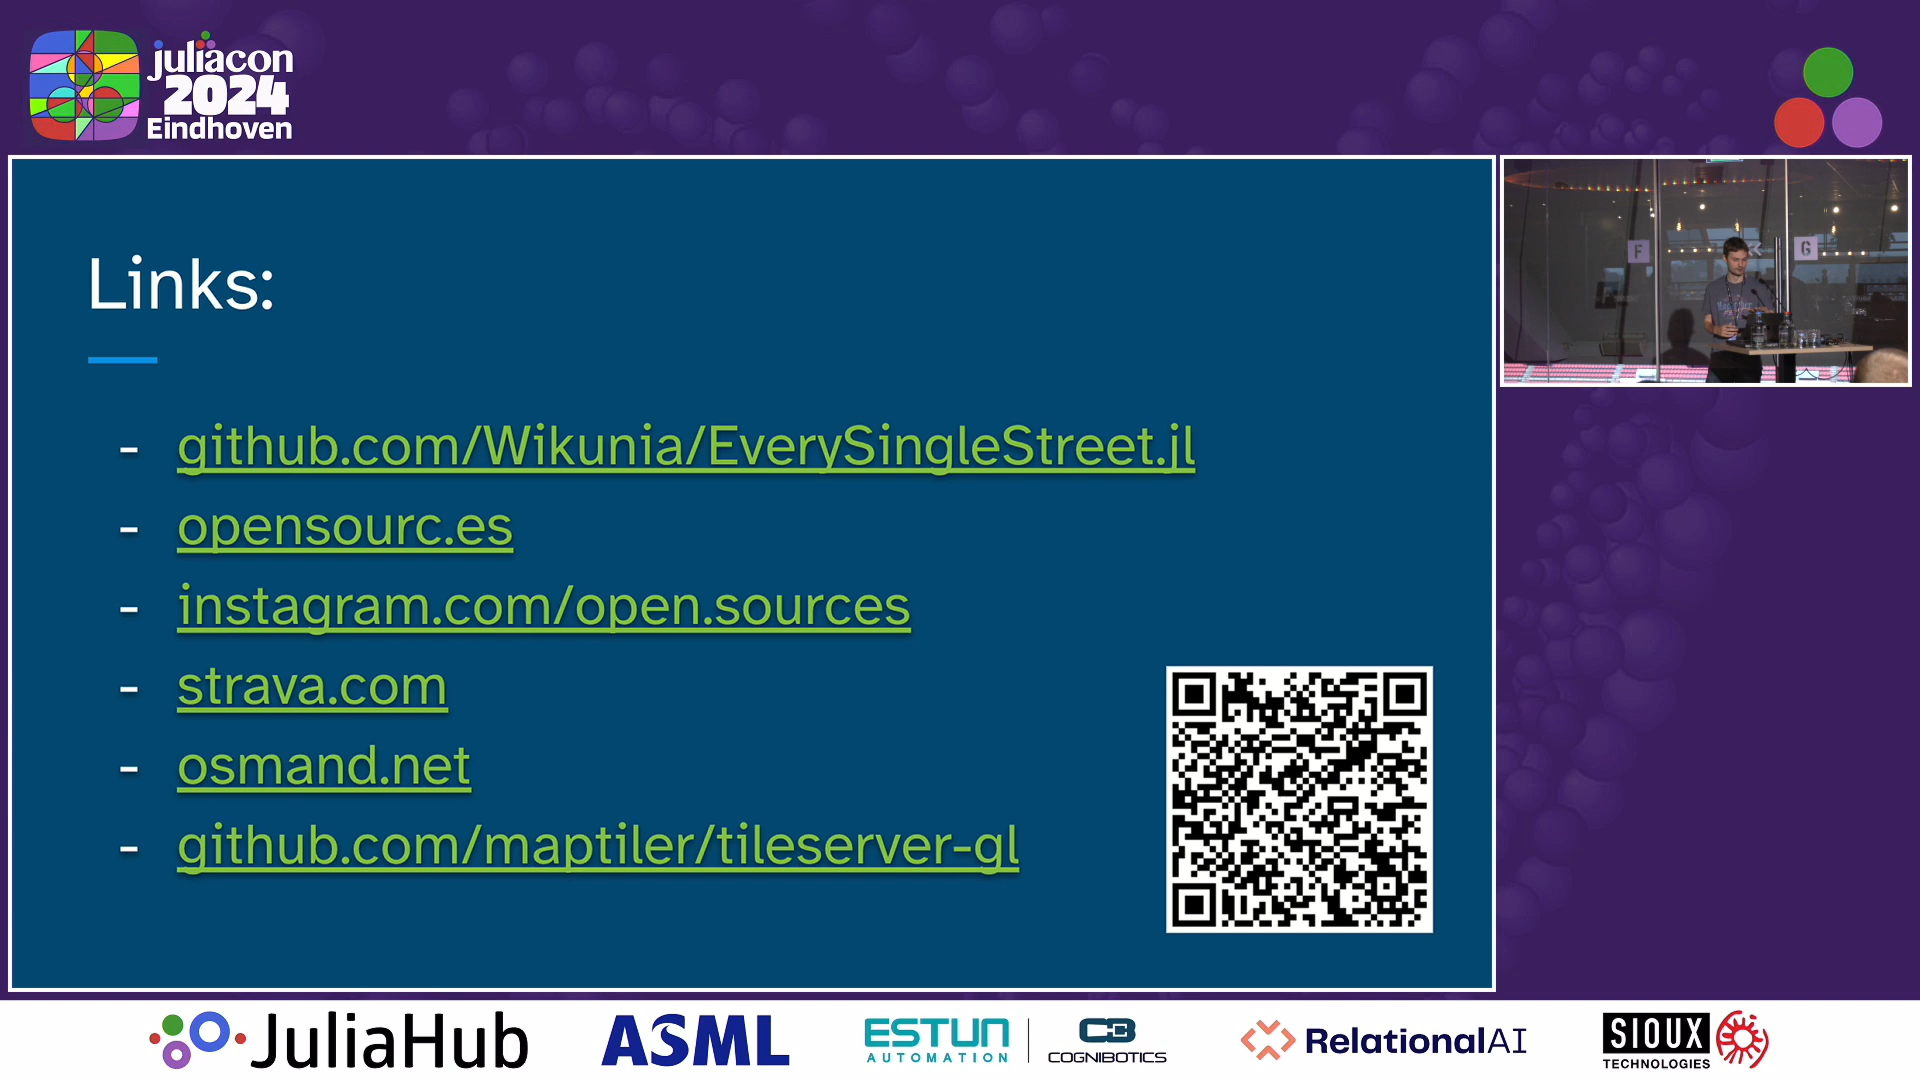 juliacon
2024
Eindhoven
Links:
- github.com/Wikunia/EverySingleStreet.jl
- opensourc.es
- instagram.com/open.sources
- strava.com
- osmand.net
- github.com/maptiler/tileserver-gl
F
G
JuliaHub
ASML
ESTUN
AUTOMATION
COGNIBOTICS
RelationalAI
SIOUX
TECHNOLOGIES